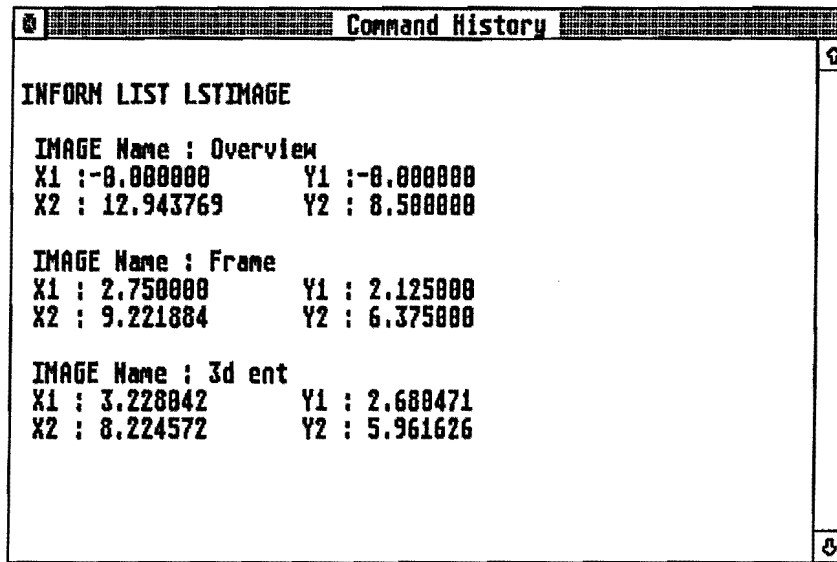 Command History
INFORM LIST LSTIMAGE
IMAGE Name : Overview
X1 :-0.000000 Y1 :-0.000000
X2 : 12.943769 Y2 : 8.500000
IMAGE Name : Frame
X1 : 2.750000 Y1 : 2.125000
X2 : 9.221884 Y2 : 6.375000
IMAGE Name : 3d ent
X1 : 3.228042 Y1 : 2.680471
X2 : 8.224572 Y2 : 5.961626